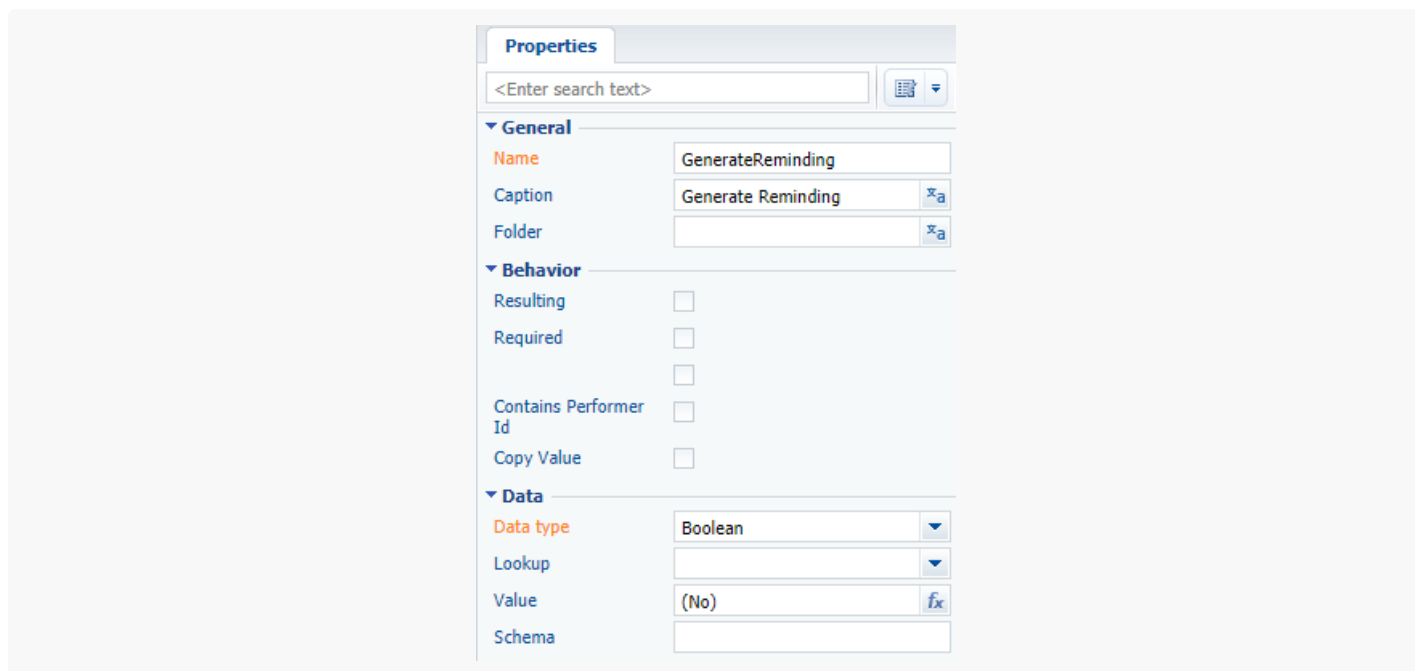 Properties
<Enter search text>
General
Name GenerateReminding
Caption Generate Reminding
Folder
Behavior
Resulting
Required
Contains Performer
Id
Copy Value
Data
Data type Boolean
Lookup
Value (No) fx
Schema